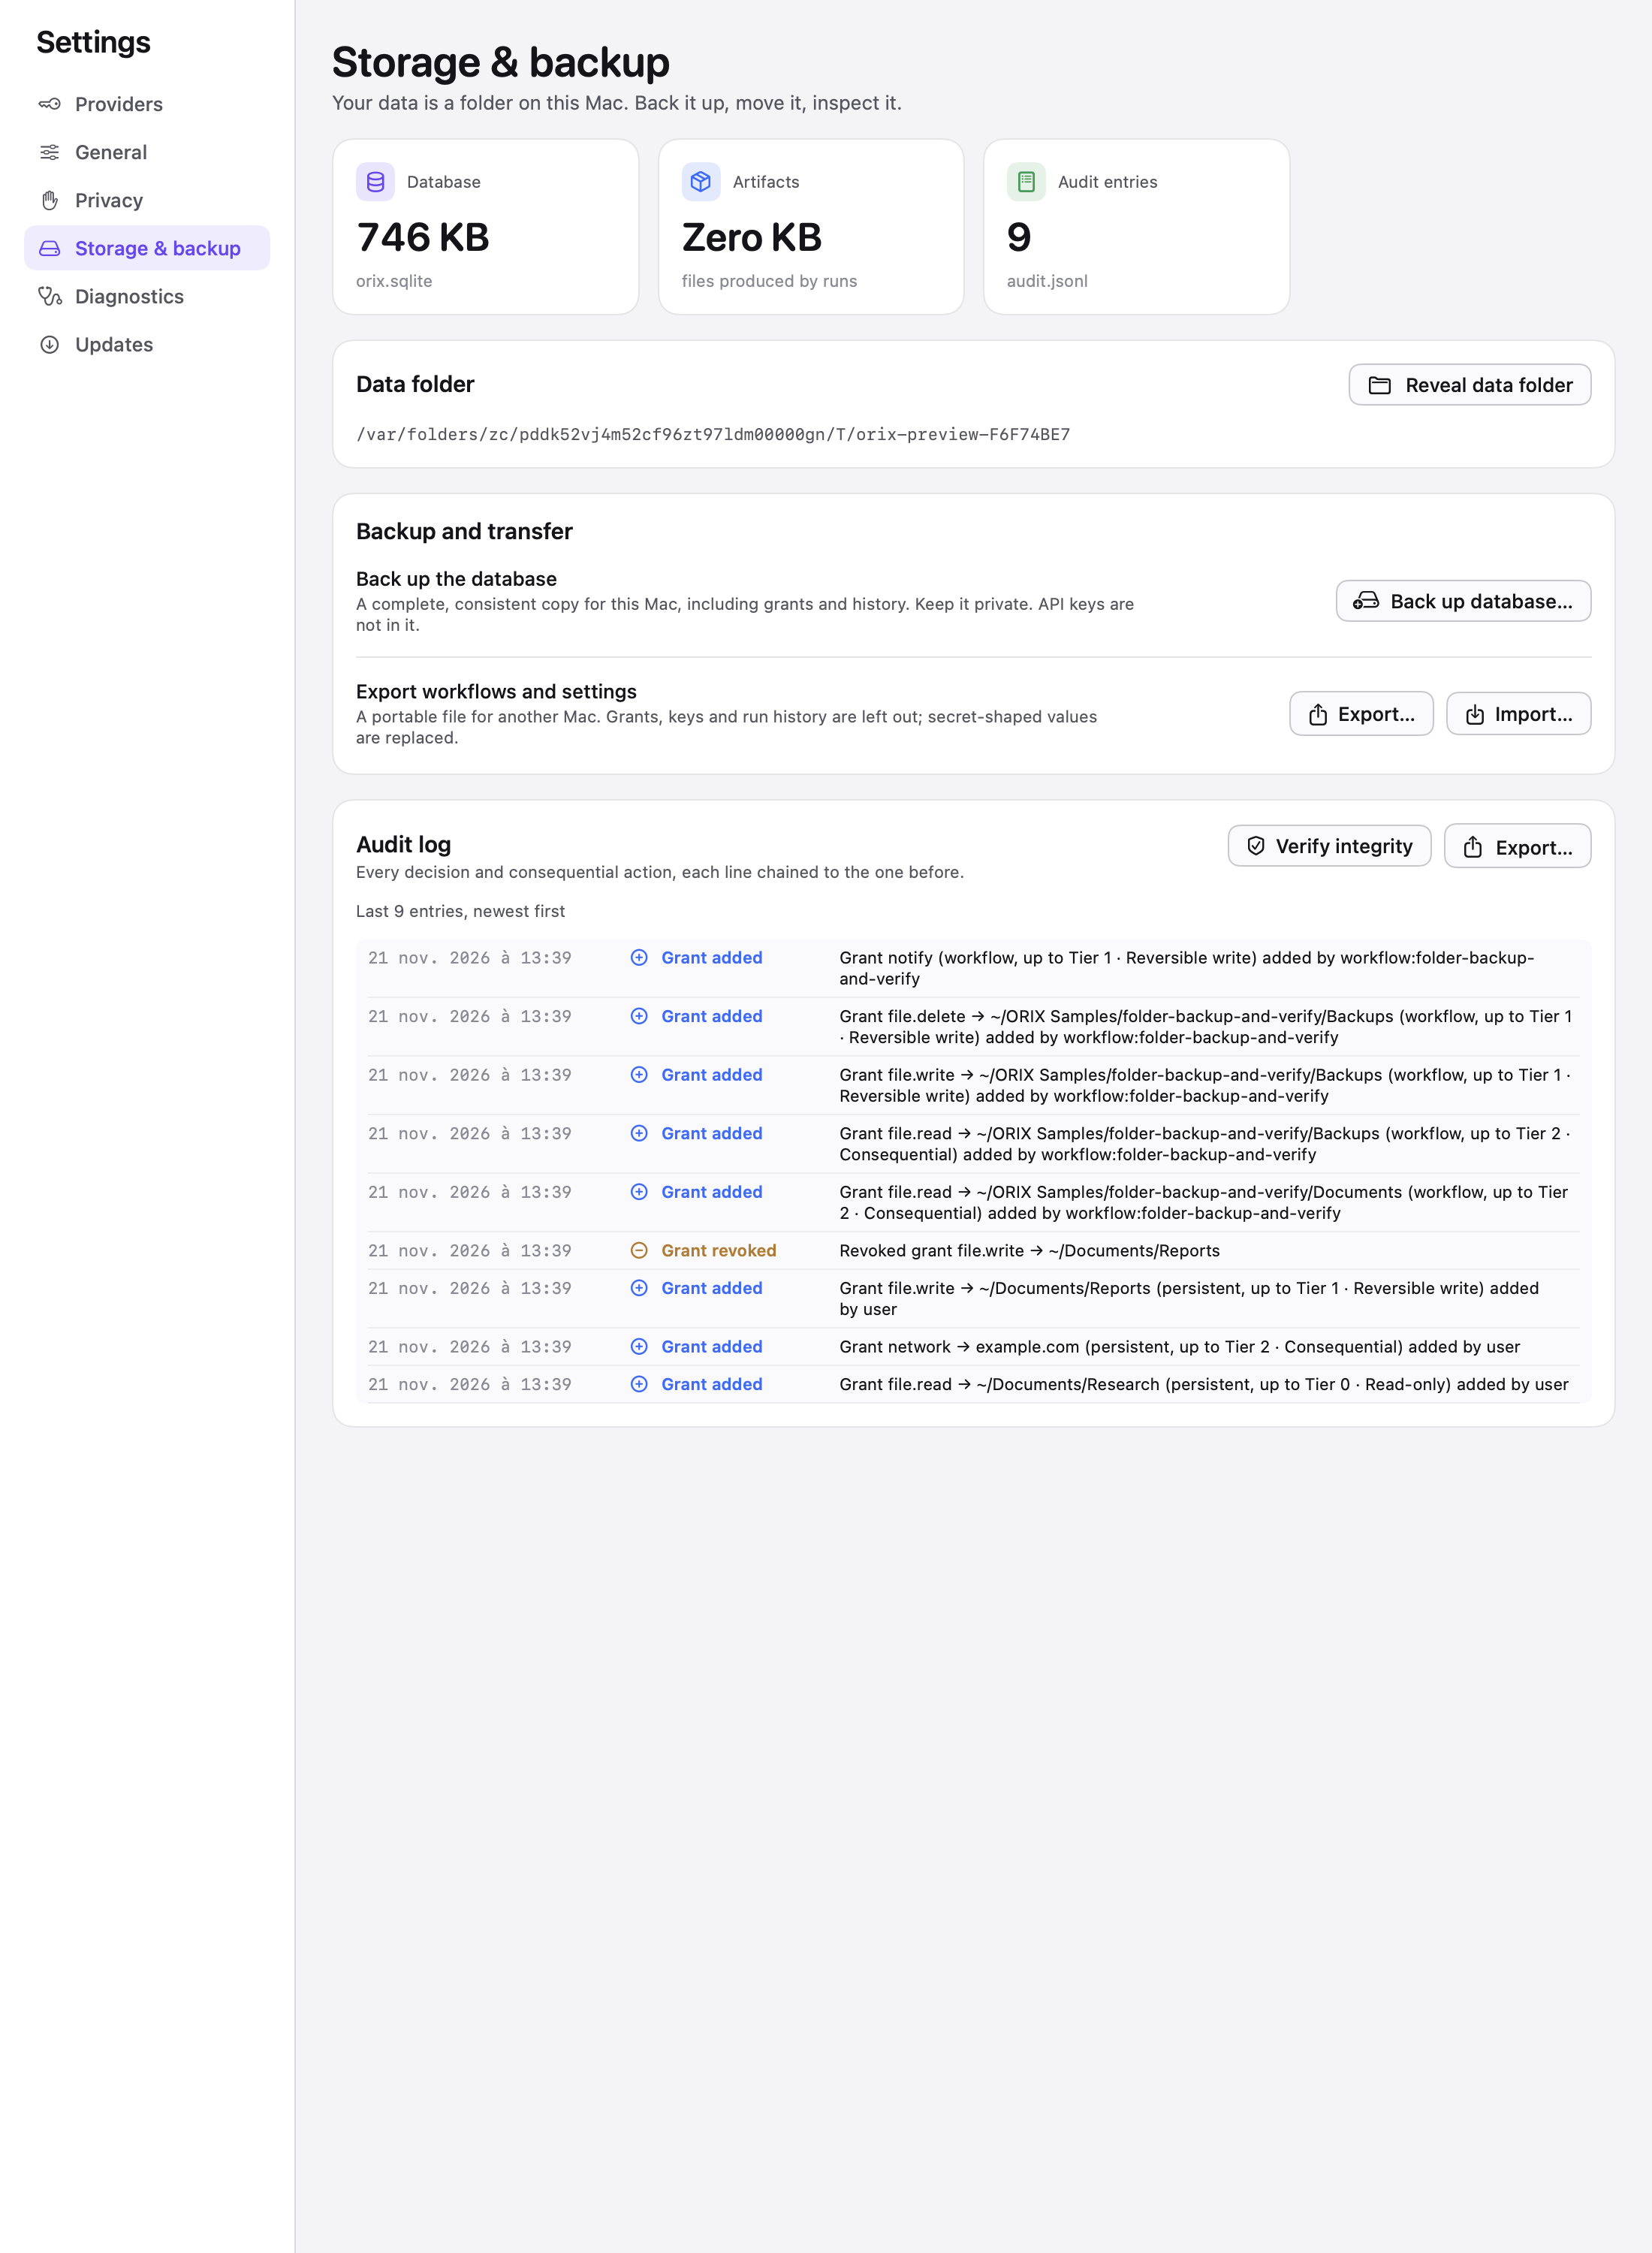 Settings
Providers
General
Privacy
Storage & backup
Diagnostics
Updates
Storage & backup
Your data is a folder on this Mac. Back it up, move it, inspect it.
Database
746 KB
orix.sqlite
Artifacts
Zero KB
files produced by runs
Audit entries
9
audit.jsonl
Data folder
Reveal data folder
/var/folders/zc/pddk52vj4m52cf96zt97ldm00000gn/T/orix-preview-F6F74BE7
Backup and transfer
Back up the database
A complete, consistent copy for this Mac, including grants and history. Keep it private. API keys are
not in it.
Back up database...
Export workflows and settings
A portable file for another Mac. Grants, keys and run history are left out; secret-shaped values
are replaced.
Export...
Import...
Audit log
Every decision and consequential action, each line chained to the one before.
Verify integrity
Export...
Last 9 entries, newest first
21 nov. 2026 à 13:39 Grant added Grant notify (workflow, up to Tier 1 · Reversible write) added by workflow:folder-backup-
and-verify
21 nov. 2026 à 13:39 Grant added Grant file.delete → ~/ORIX Samples/folder-backup-and-verify/Backups (workflow, up to Tier 1
· Reversible write) added by workflow:folder-backup-and-verify
21 nov. 2026 à 13:39 Grant added Grant file.write → ~/ORIX Samples/folder-backup-and-verify/Backups (workflow, up to Tier 1 ·
Reversible write) added by workflow:folder-backup-and-verify
21 nov. 2026 à 13:39 Grant added Grant file.read → ~/ORIX Samples/folder-backup-and-verify/Backups (workflow, up to Tier 2 ·
Consequential) added by workflow:folder-backup-and-verify
21 nov. 2026 à 13:39 Grant added Grant file.read → ~/ORIX Samples/folder-backup-and-verify/Documents (workflow, up to Tier
2 · Consequential) added by workflow:folder-backup-and-verify
21 nov. 2026 à 13:39 Grant revoked Revoked grant file.write → ~/Documents/Reports
21 nov. 2026 à 13:39 Grant added Grant file.write → ~/Documents/Reports (persistent, up to Tier 1 · Reversible write) added
by user
21 nov. 2026 à 13:39 Grant added Grant network → example.com (persistent, up to Tier 2 · Consequential) added by user
21 nov. 2026 à 13:39 Grant added Grant file.read → ~/Documents/Research (persistent, up to Tier 0 · Read-only) added by user